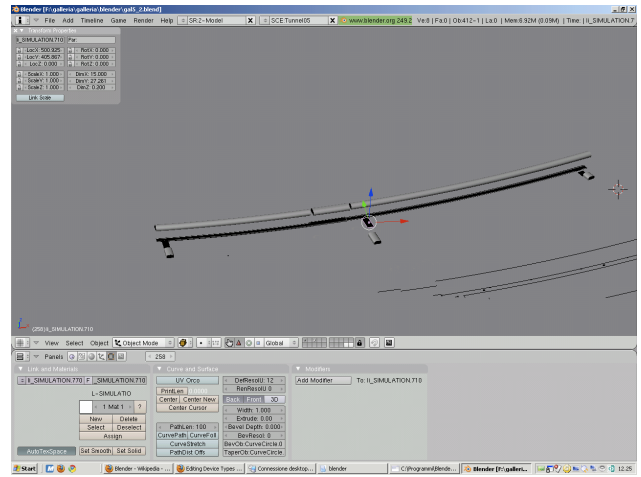 Blender [F:\galleria\galleria\blender\gal5_2.blend]
File Add Timeline Game Render Help SR:2-Model SCE:Tunnel05 www.blender.org 249.2 Ve:8 | Fa:0 | Ob:412-1 | La:0 | Mem:6.92M (0.09M) | Time: | II_SIMULATION.7
Transform Properties
II_SIMULATION.710 Par:
LocX: 500.925 RotX: 0.000
LocY: 405.867 RotY: 0.000
LocZ: 0.000 RotZ: 0.000
ScaleX: 1.000 DimX: 15.000
ScaleY: 1.000 DimY: 27.261
ScaleZ: 1.000 DimZ: 0.200
Link Scale
(258) II_SIMULATION.710
View Select Object Object Mode Global
Panels 258
Link and Materials Curve and Surface Modifiers
II_SIMULATION.770 F _SIMULATION.710 UV Orco DefResolU: 12 Add Modifier To: II_SIMULATION.710
L-SIMULATIO PrintLen RenResolU 0
Center Center New Back Front 3D
1 Mat 1 ? Center Cursor Width: 1.000
New Delete Extrude: 0.00
Select Deselect PathLen: 100 Bevel Depth: 0.000
Assign CurvePath CurveFoll BevResol: 0
CurveStretch BevOb:CurveCircle.0
AutoTexSpace Set Smooth Set Solid PathDist Offs TaperOb:CurveCircle.
Start Blender - Wikipedia - ... Editing Device Types ... Connessione desktop... blender C:\Programmi\Blende... Blender [F:\galleri... 12.25